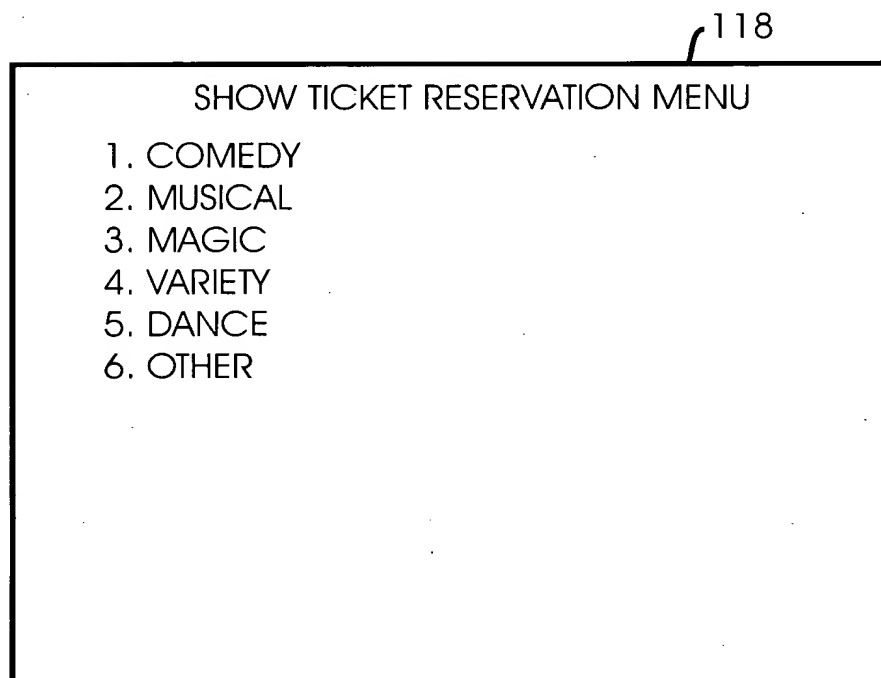 118
SHOW TICKET RESERVATION MENU
1. COMEDY
2. MUSICAL
3. MAGIC
4. VARIETY
5. DANCE
6. OTHER